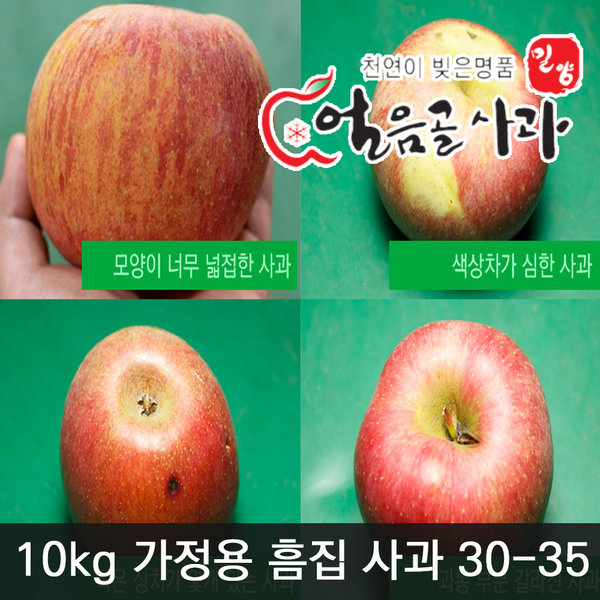 천연이 빚은명품
밀양
얼음골사과
모양이 너무 넓접한 사과
색상차가 심한 사과
10kg 가정용 흠집 사과 30-35